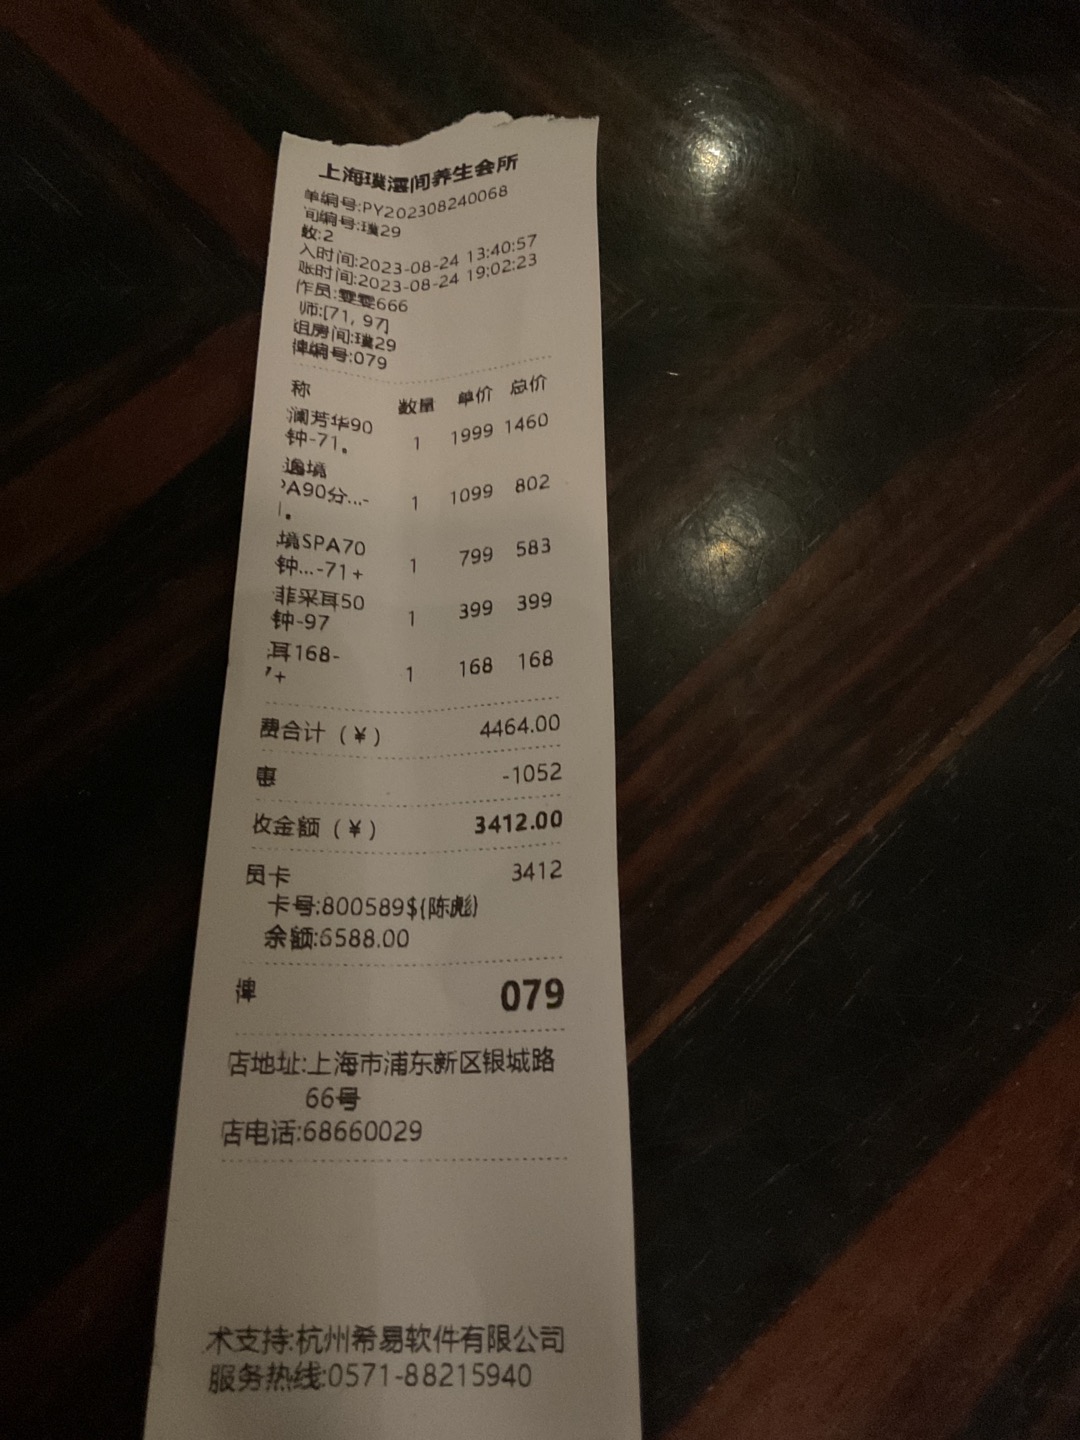 上海璞澐间养生会所
单编号:PY202308240068
间编号:璞29
数:2
入时间:2023-08-24 13:40:57
账时间:2023-08-24 19:02:23
作员:雯雯666
师:[71, 97]
组房间:璞29
牌编号:079
称 数量 单价 总价
澜芳华90 1 1999 1460
钟-71。
邂境
PA90分...- 1 1099 802
境SPA70 1 799 583
钟...-71+
菲采耳50 1 399 399
钟-97
耳168- 1 168 168
+
费合计(¥) 4464.00
惠 -1052
收金额(¥) 3412.00
员卡 3412
卡号:800589$(陈彪)
余额:6588.00
牌 079
店地址:上海市浦东新区银城路
66号
店电话:68660029
术支持:杭州希易软件有限公司
服务热线:0571-88215940